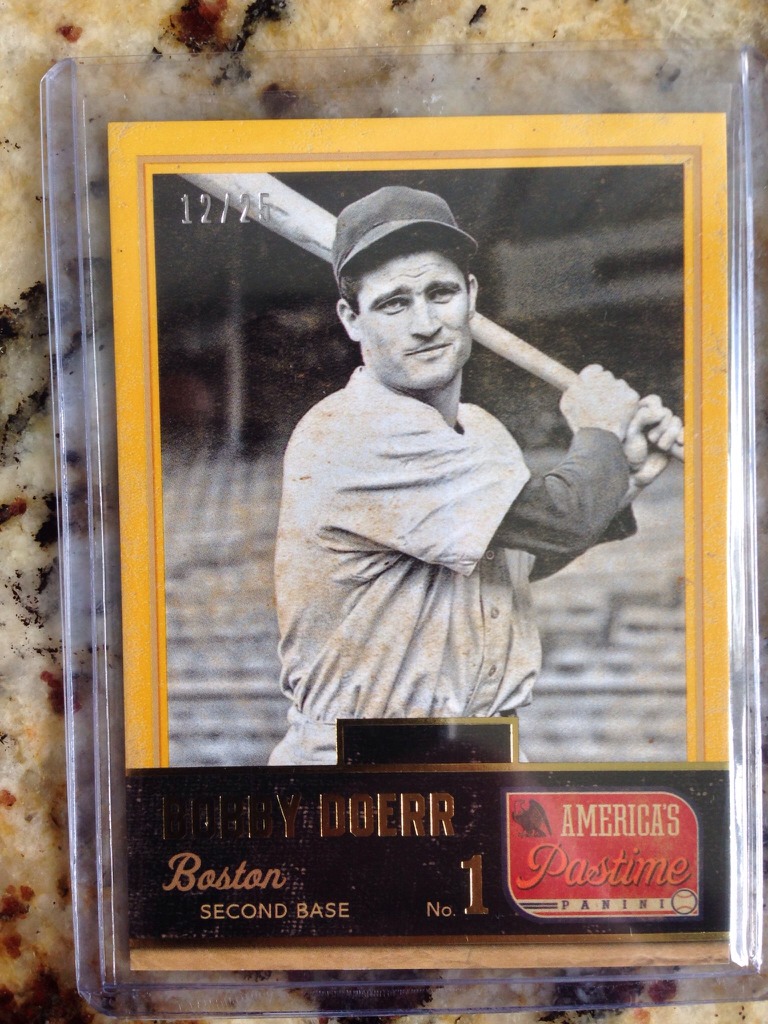 12/25
BOBBY DOERR
Boston
SECOND BASE
No. 1
AMERICA'S
Pastime
PANINI